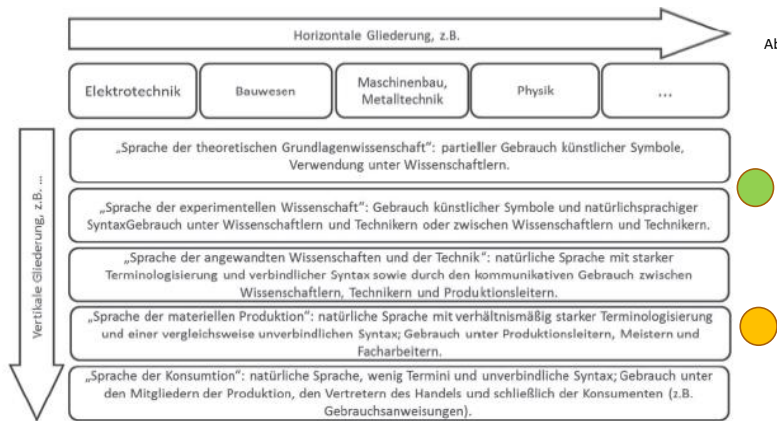 Horizontale Gliederung, z.B.
Ab
Elektrotechnik
Bauwesen
Maschinenbau,
Metalltechnik
Physik
...
Vertikale Gliederung, z.B. ...
„Sprache der theoretischen Grundlagenwissenschaft“: partieller Gebrauch künstlicher Symbole,
Verwendung unter Wissenschaftlern.
„Sprache der experimentellen Wissenschaft“: Gebrauch künstlicher Symbole und natürlichsprachiger
SyntaxGebrauch unter Wissenschaftlern und Technikern oder zwischen Wissenschaftlern und Technikern.
„Sprache der angewandten Wissenschaften und der Technik“: natürliche Sprache mit starker
Terminologisierung und verbindlicher Syntax sowie durch den kommunikativen Gebrauch zwischen
Wissenschaftlern, Technikern und Produktionsleitern.
„Sprache der materiellen Produktion“: natürliche Sprache mit verhältnismäßig starker Terminologisierung
und einer vergleichsweise unverbindlichen Syntax; Gebrauch unter Produktionsleitern, Meistern und
Facharbeitern.
„Sprache der Konsumtion“: natürliche Sprache, wenig Termini und unverbindliche Syntax; Gebrauch unter
den Mitgliedern der Produktion, den Vertretern des Handels und schließlich der Konsumenten (z.B.
Gebrauchsanweisungen).